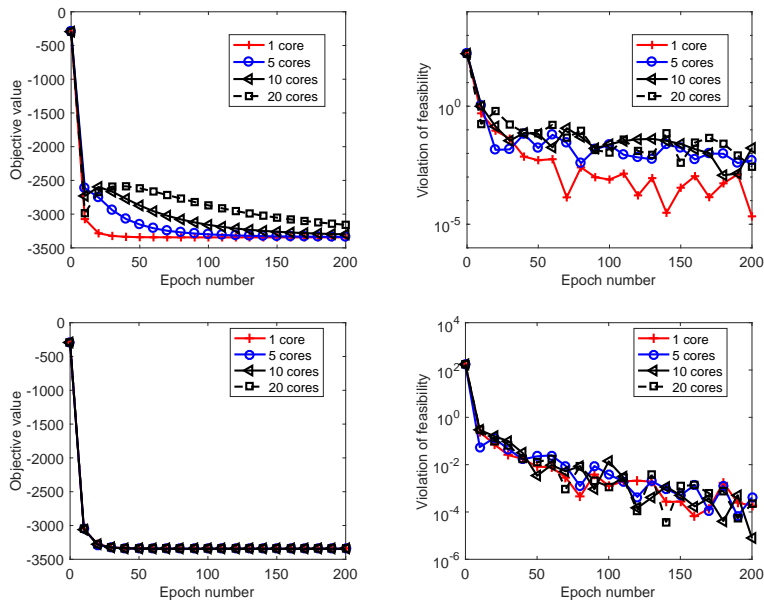 0
-500
-1000
-1500
-2000
-2500
-3000
-3500
0 50 100 150 200
Epoch number
Objective value
1 core
5 cores
10 cores
20 cores
10^0
10^-5
0 50 100 150 200
Epoch number
Violation of feasibility
1 core
5 cores
10 cores
20 cores
0
-500
-1000
-1500
-2000
-2500
-3000
-3500
0 50 100 150 200
Epoch number
Objective value
1 core
5 cores
10 cores
20 cores
10^4
10^2
10^0
10^-2
10^-4
10^-6
0 50 100 150 200
Epoch number
Violation of feasibility
1 core
5 cores
10 cores
20 cores